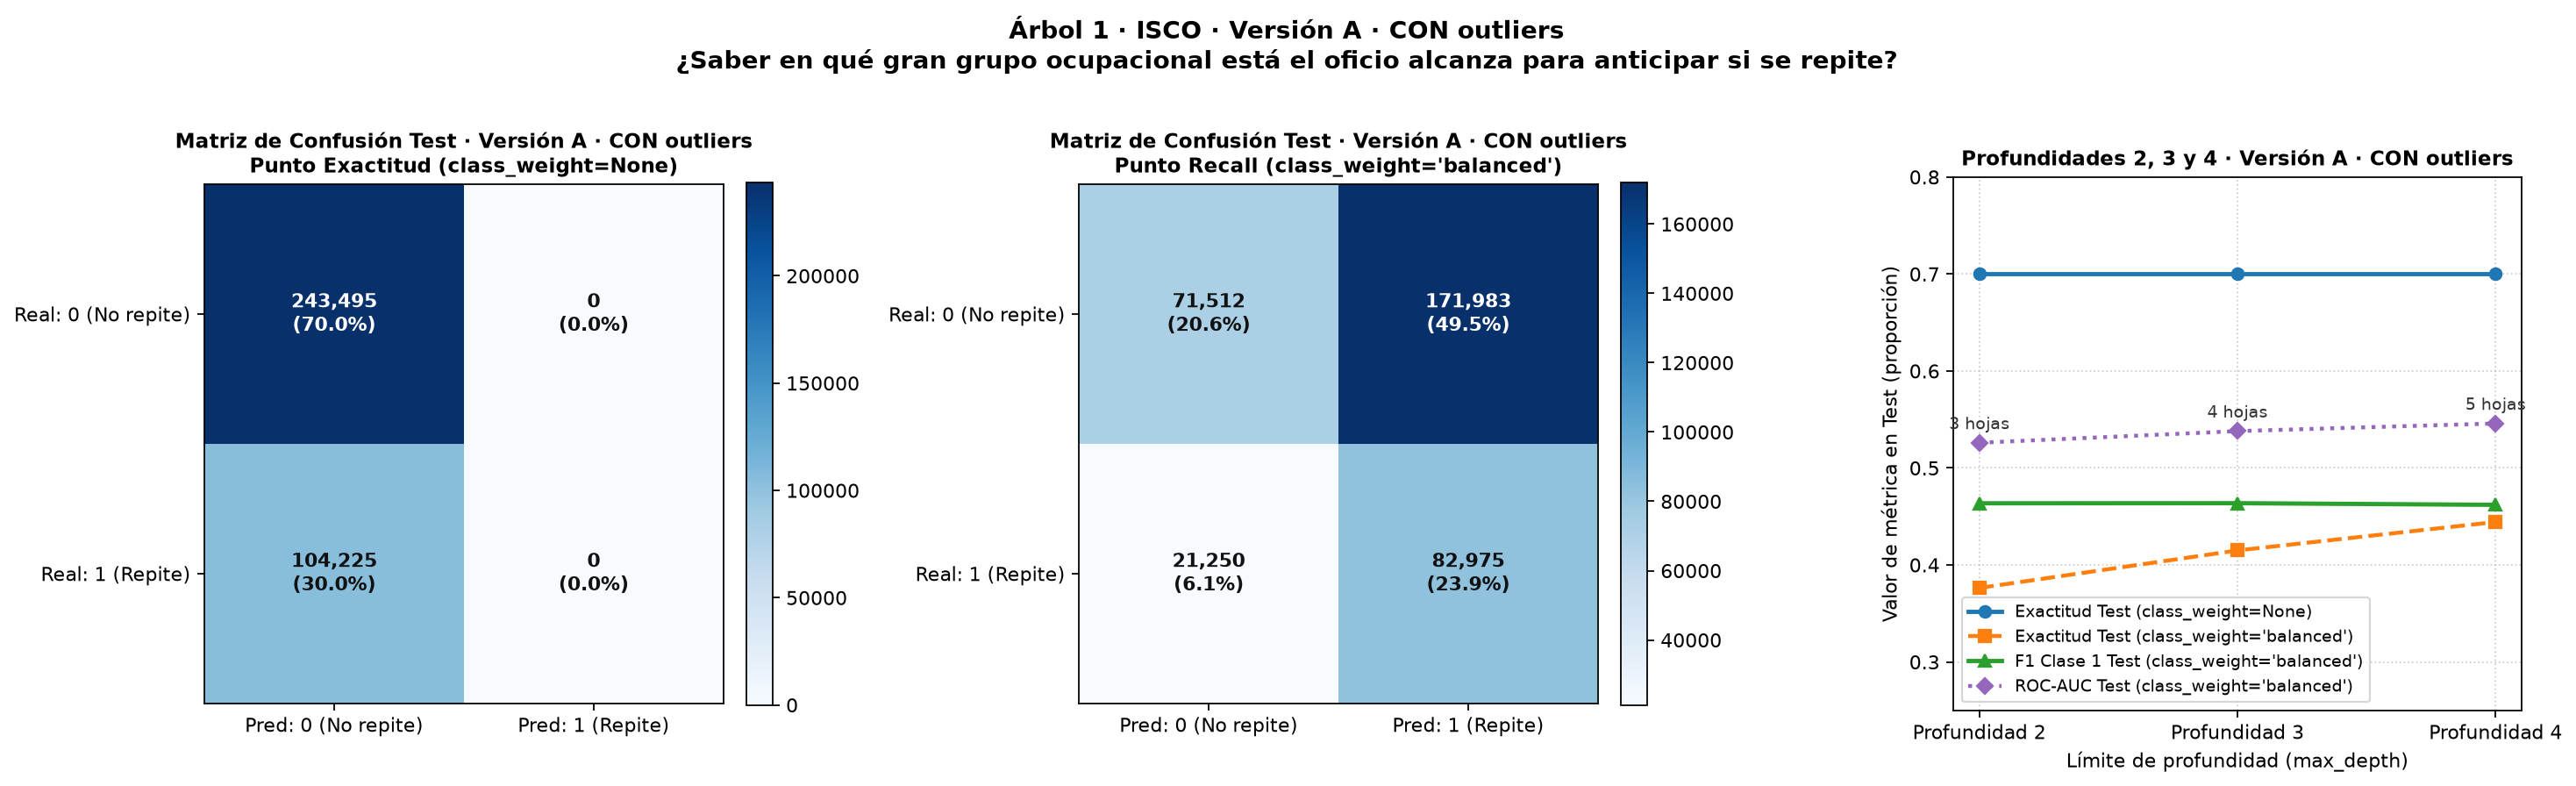 Árbol 1 · ISCO · Versión A · CON outliers
¿Saber en qué gran grupo ocupacional está el oficio alcanza para anticipar si se repite?
Matriz de Confusión Test · Versión A · CON outliers
Punto Exactitud (class_weight=None)
Real: 0 (No repite)
Real: 1 (Repite)
243,495
(70.0%)
0
(0.0%)
104,225
(30.0%)
0
(0.0%)
Pred: 0 (No repite)
Pred: 1 (Repite)
200000
150000
100000
50000
0
Matriz de Confusión Test · Versión A · CON outliers
Punto Recall (class_weight='balanced')
Real: 0 (No repite)
Real: 1 (Repite)
71,512
(20.6%)
171,983
(49.5%)
21,250
(6.1%)
82,975
(23.9%)
Pred: 0 (No repite)
Pred: 1 (Repite)
160000
140000
120000
100000
80000
60000
40000
Profundidades 2, 3 y 4 · Versión A · CON outliers
Valor de métrica en Test (proporción)
0.8
0.7
0.6
0.5
0.4
0.3
3 hojas
4 hojas
5 hojas
Exactitud Test (class_weight=None)
Exactitud Test (class_weight='balanced')
F1 Clase 1 Test (class_weight='balanced')
ROC-AUC Test (class_weight='balanced')
Profundidad 2
Profundidad 3
Profundidad 4
Límite de profundidad (max_depth)